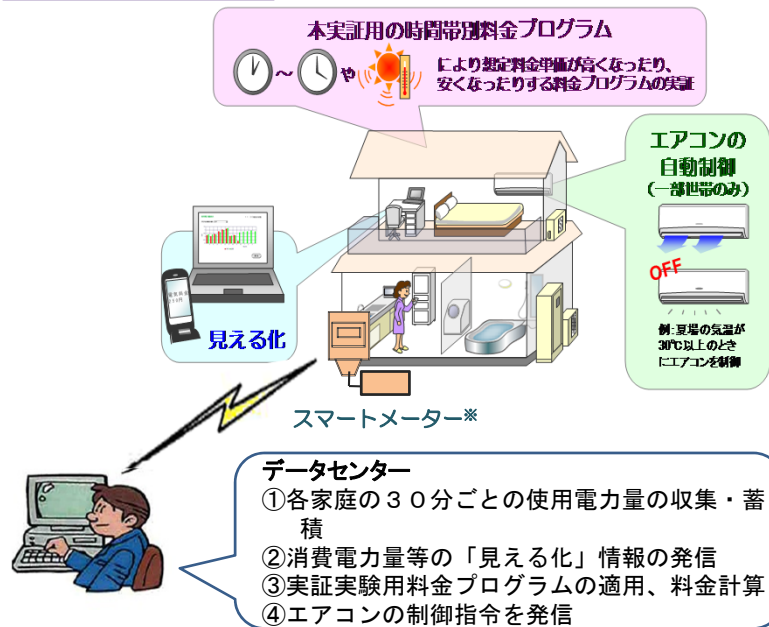 本実証用の時間帯別料金プログラム
～ や により想定料金単価が高くなったり、
安くなったりする料金プログラムの実証
エアコンの
自動制御
(一部世帯のみ)
OFF
例:夏場の気温が
30℃以上のとき
にエアコンを制御
見える化
スマートメーター※
データセンター
①各家庭の３０分ごとの使用電力量の収集・蓄
積
②消費電力量等の「見える化」情報の発信
③実証実験用料金プログラムの適用、料金計算
④エアコンの制御指令を発信